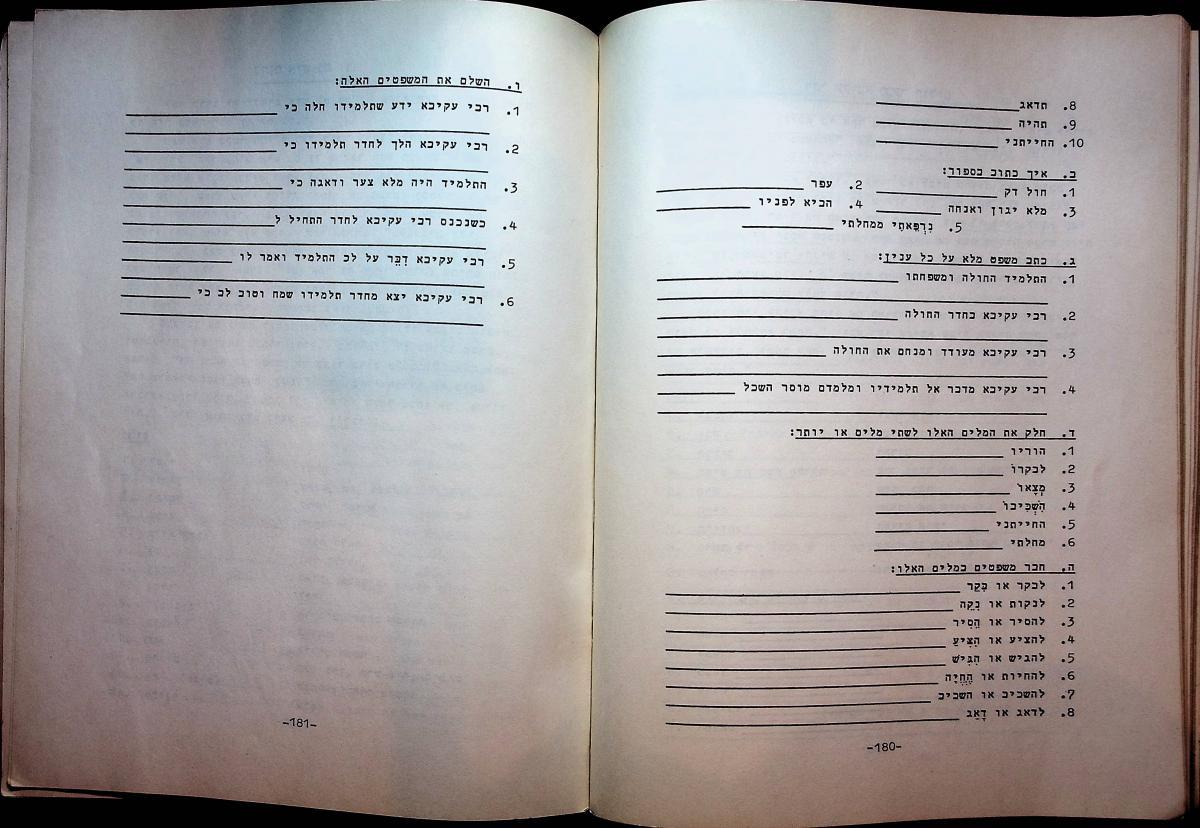 8. תדאג
9. תהיה
10. החייתני
ב. איך כתוב בספור:
1. חול דק 2. עפר
3. מלא יגון ואנחה 4. הביא לפניו
5. נִרְפֵּאתִי ממחלתי
ג. כתב משפט מלא על כל ענין:
1. התלמיד החולה ומשפחתו
2. רבי עקיבא בחדר החולה
3. רבי עקיבא מעודד ומנחם את החולה
4. רבי עקיבא מדבר אל תלמידיו ומלמדם מוסר השכל
ד. חלק את המלים האלו לשתי מלים או יותר:
1. הוריו
2. לבקרו
3. מְצָאוֹ
4. הִשְׁכִּיבוֹ
5. החייתני
6. מחלתי
ה. חבר משפטים במלים האלו:
1. לבקר או בִּקֵר
2. לנקות או נִקָה
3. להסיר או הֵסִיר
4. להציע או הִצִיעַ
5. להגיש או הִגִּישׁ
6. להחיות או הֶחֱיָה
7. להשכיב או השכיב
8. לדאג או דָאַג
-180-
ו. השלם את המשפטים האלה:
1. רבי עקיבא ידע שתלמידו חלה כי
2. רבי עקיבא הלך לחדר תלמידו כי
3. התלמיד היה מלא צער ודאגה כי
4. כשנכנס רבי עקיבא לחדר התחיל ל
5. רבי עקיבא דִבֵּר על לב התלמיד ואמר לו
6. רבי עקיבא יצא מחדר תלמידו שמח וטוב לב כי
-181-